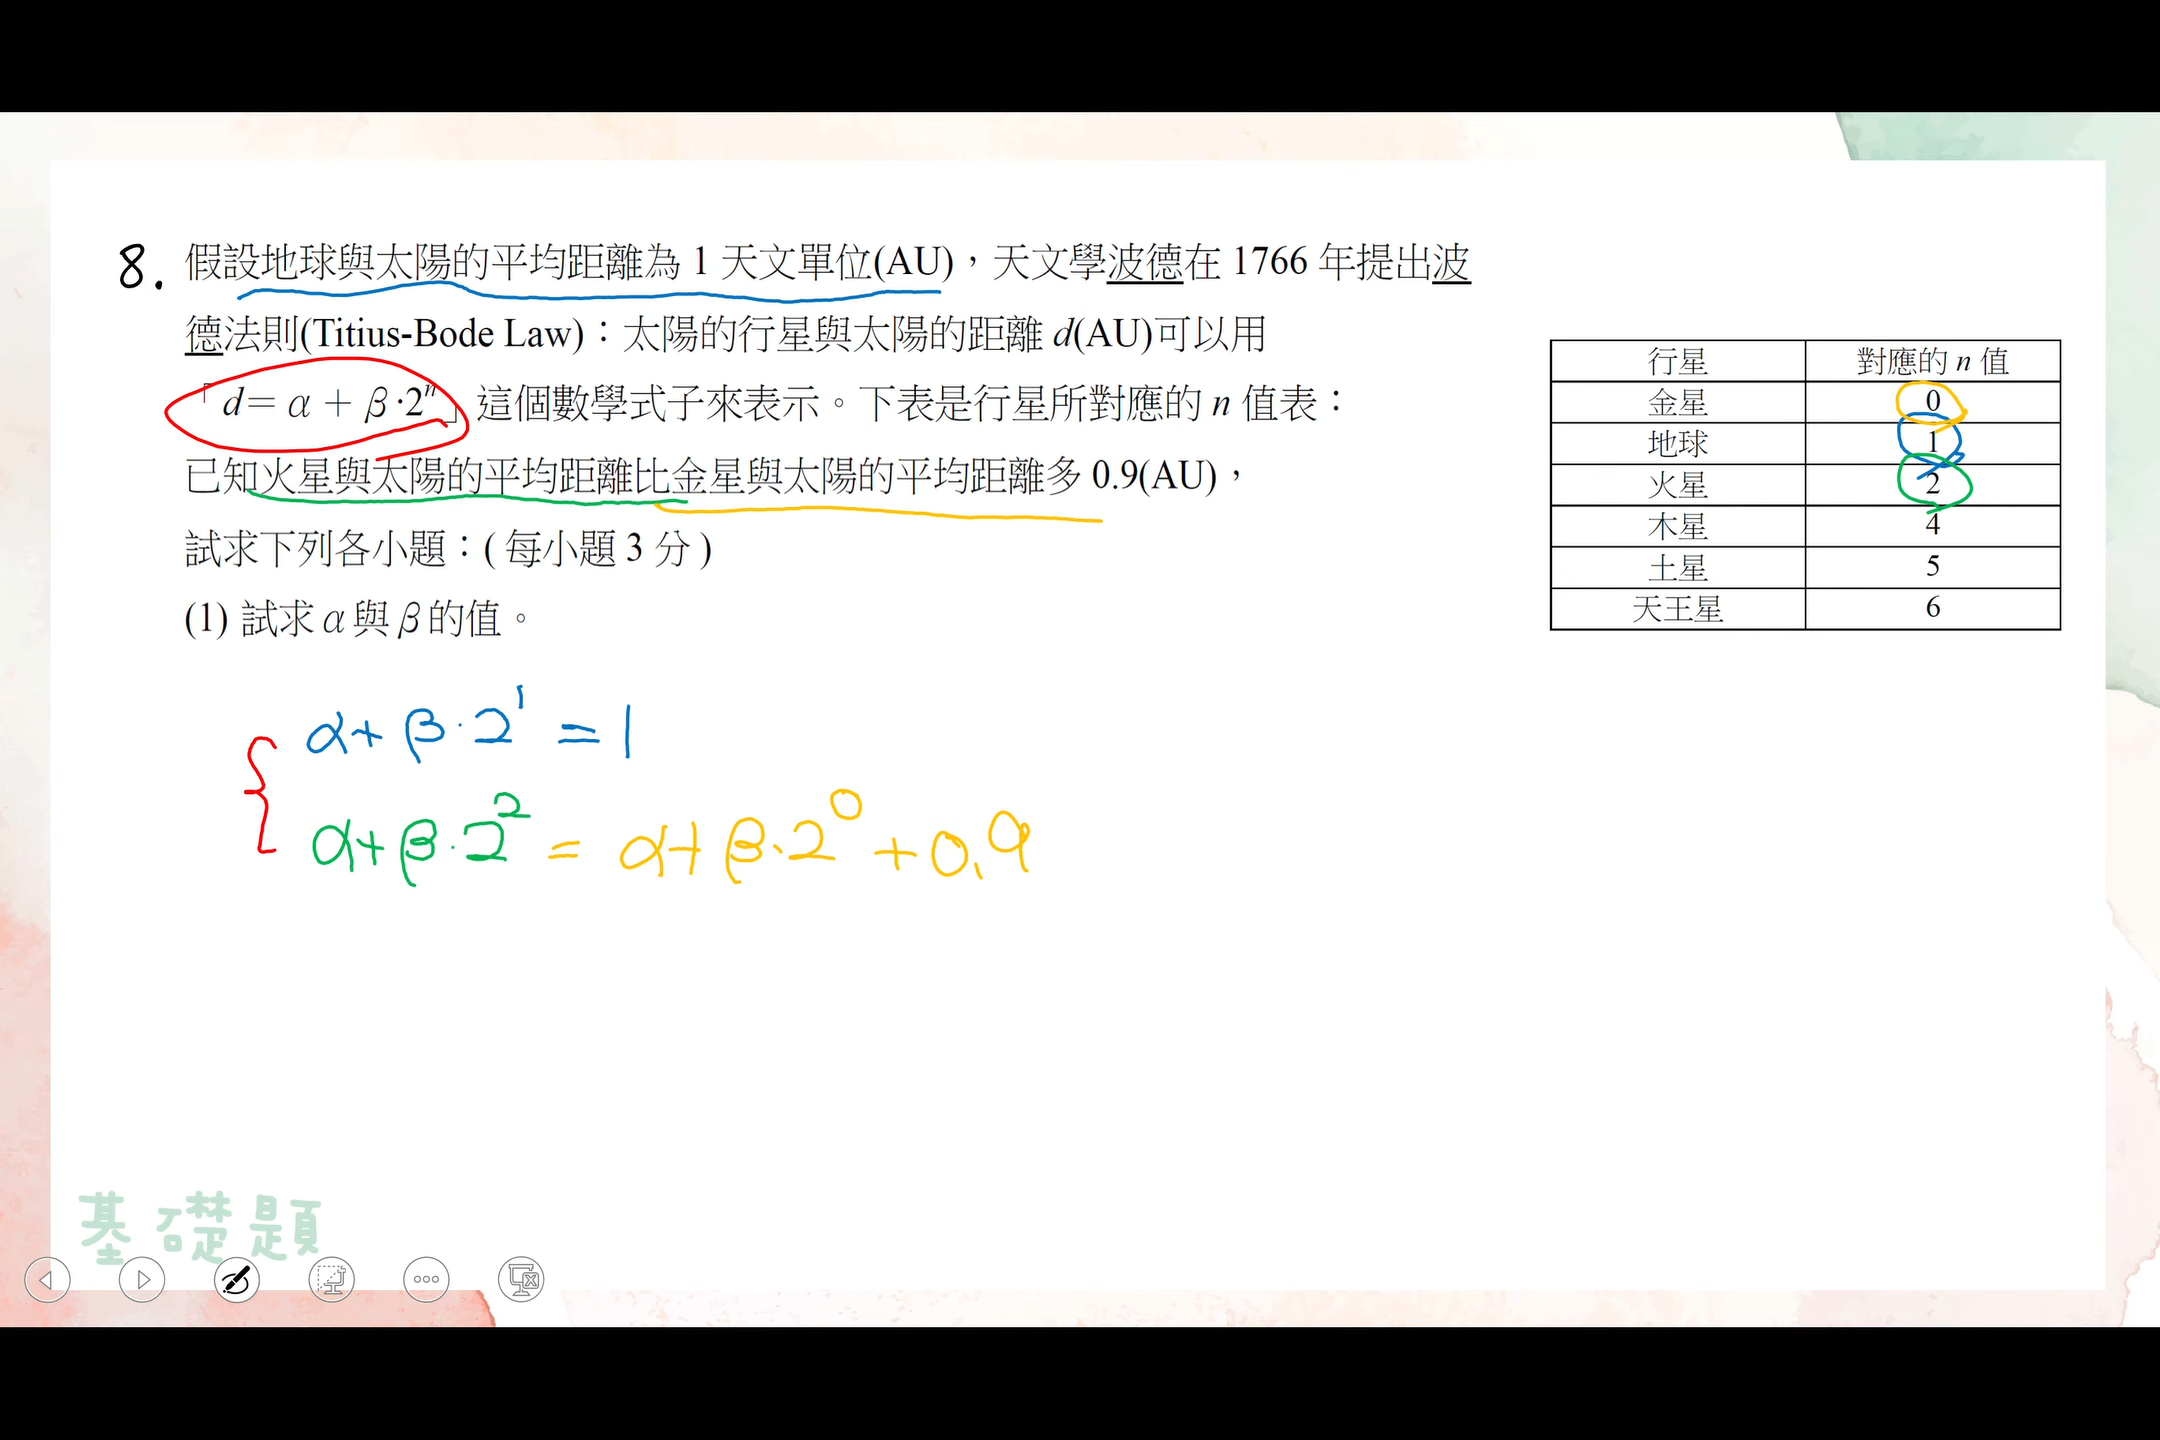 8. 假設地球與太陽的平均距離為 1 天文單位(AU)，天文學波德在 1766 年提出波
德法則(Titius-Bode Law)：太陽的行星與太陽的距離 d(AU)可以用
「d= α + β·2ⁿ」這個數學式子來表示。下表是行星所對應的 n 值表：
已知火星與太陽的平均距離比金星與太陽的平均距離多 0.9(AU)，
試求下列各小題：( 每小題 3 分 )
(1) 試求 α 與 β 的值。
行星 對應的 n 值
金星 0
地球 1
火星 2
木星 4
土星 5
天王星 6
α+ β·2¹ = 1
α+ β·2² = α+ β·2⁰ + 0.9
基礎題